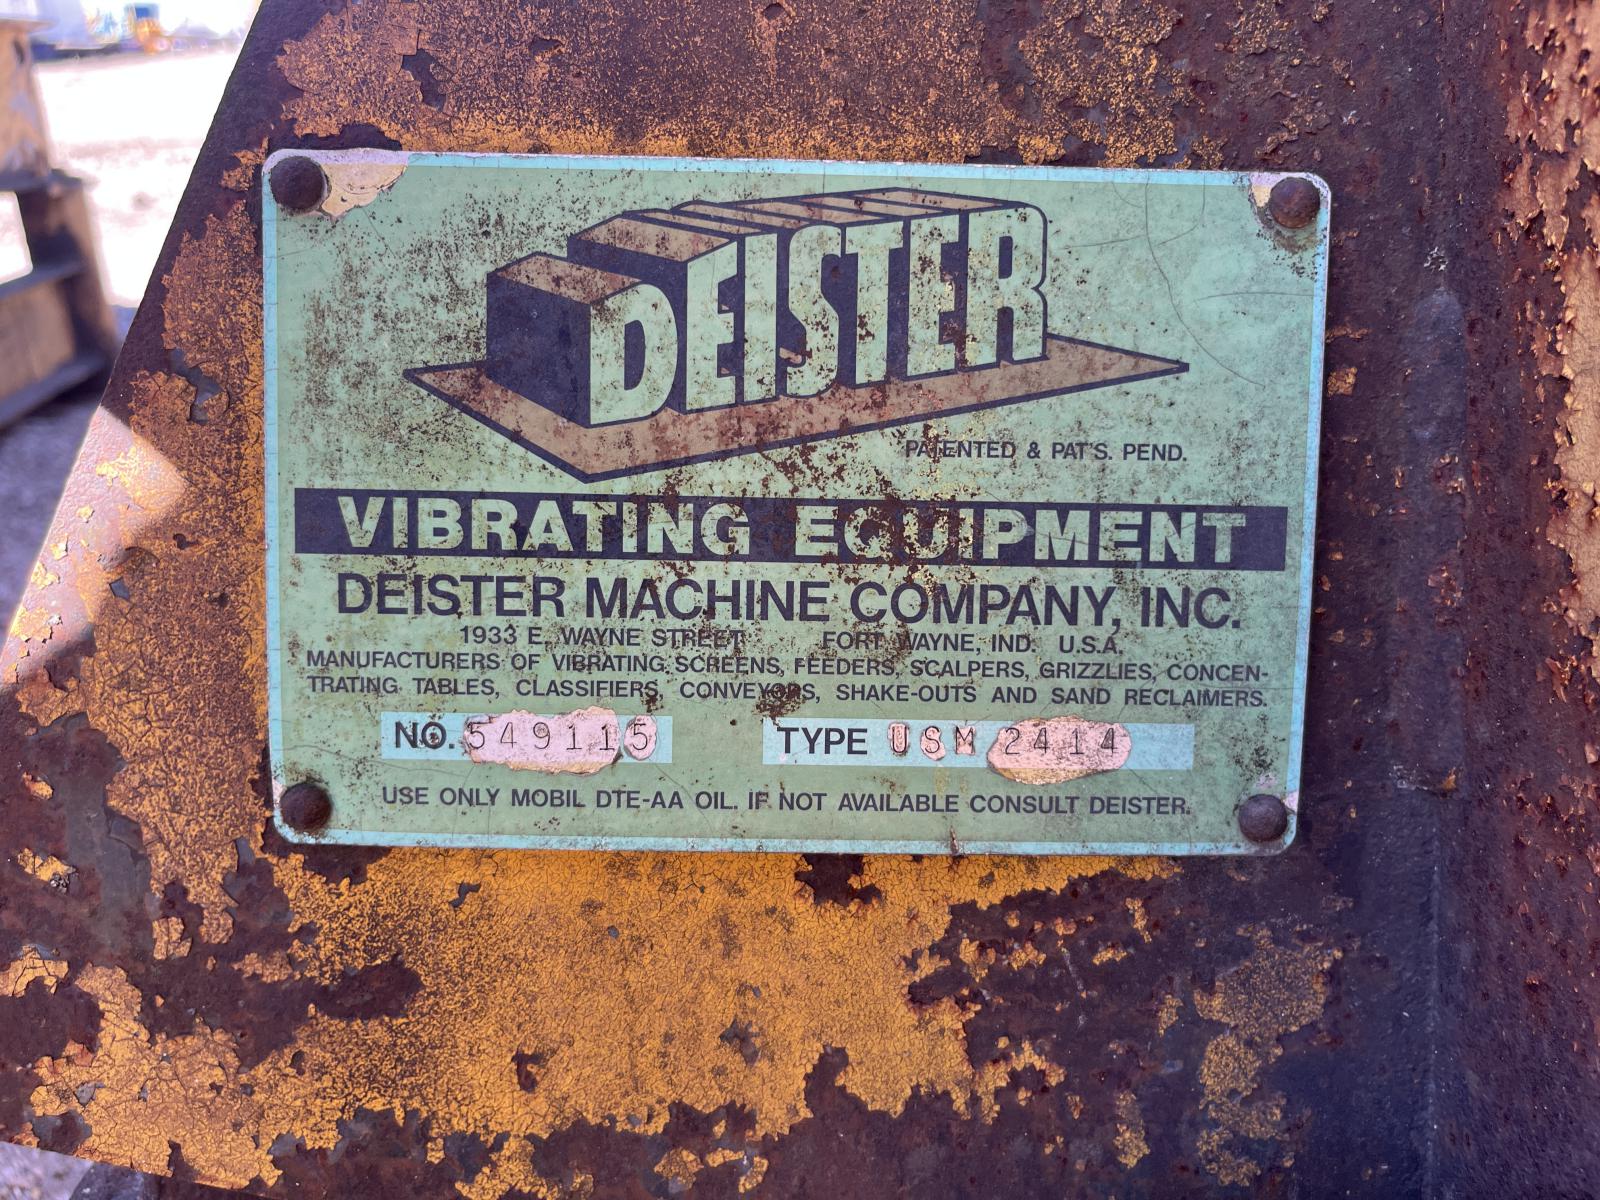 DEISTER
PATENTED & PAT'S. PEND.
VIBRATING EQUIPMENT
DEISTER MACHINE COMPANY, INC.
1933 E. WAYNE STREET FORT WAYNE, IND. U.S.A.
MANUFACTURERS OF VIBRATING SCREENS, FEEDERS, SCALPERS, GRIZZLIES, CONCEN-
TRATING TABLES, CLASSIFIERS, CONVEYORS, SHAKE-OUTS AND SAND RECLAIMERS.
NO. 549115 TYPE USM 2414
USE ONLY MOBIL DTE-AA OIL. IF NOT AVAILABLE CONSULT DEISTER.